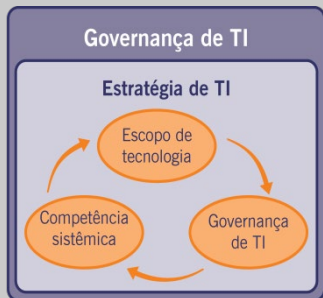 Governança de TI
Estratégia de TI
Escopo de
tecnologia
Competência
sistêmica
Governança
de TI